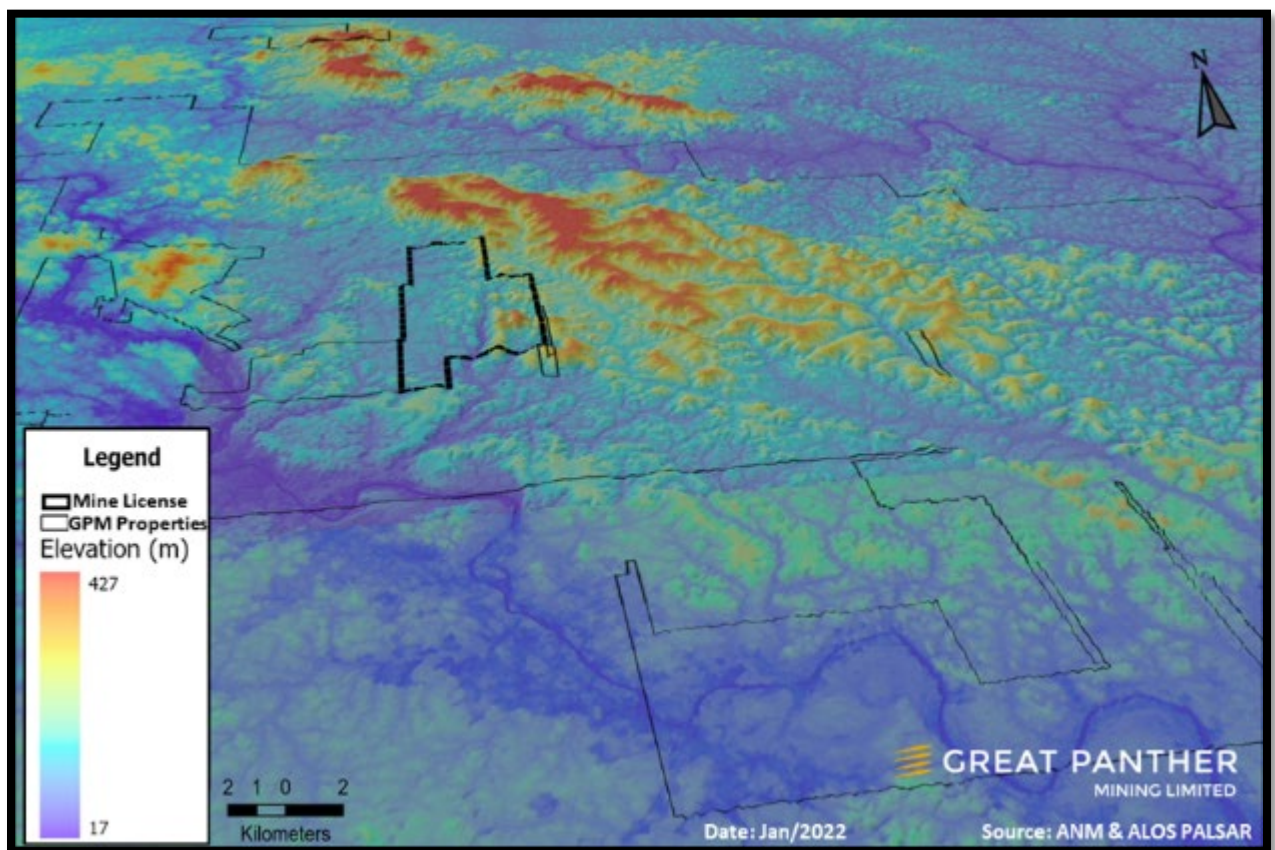 N
Legend
Mine License
GPM Properties
Elevation (m)
427
17
2 1 0 2
Kilometers
GREAT PANTHER
MINING LIMITED
Date: Jan/2022 Source: ANM & ALOS PALSAR